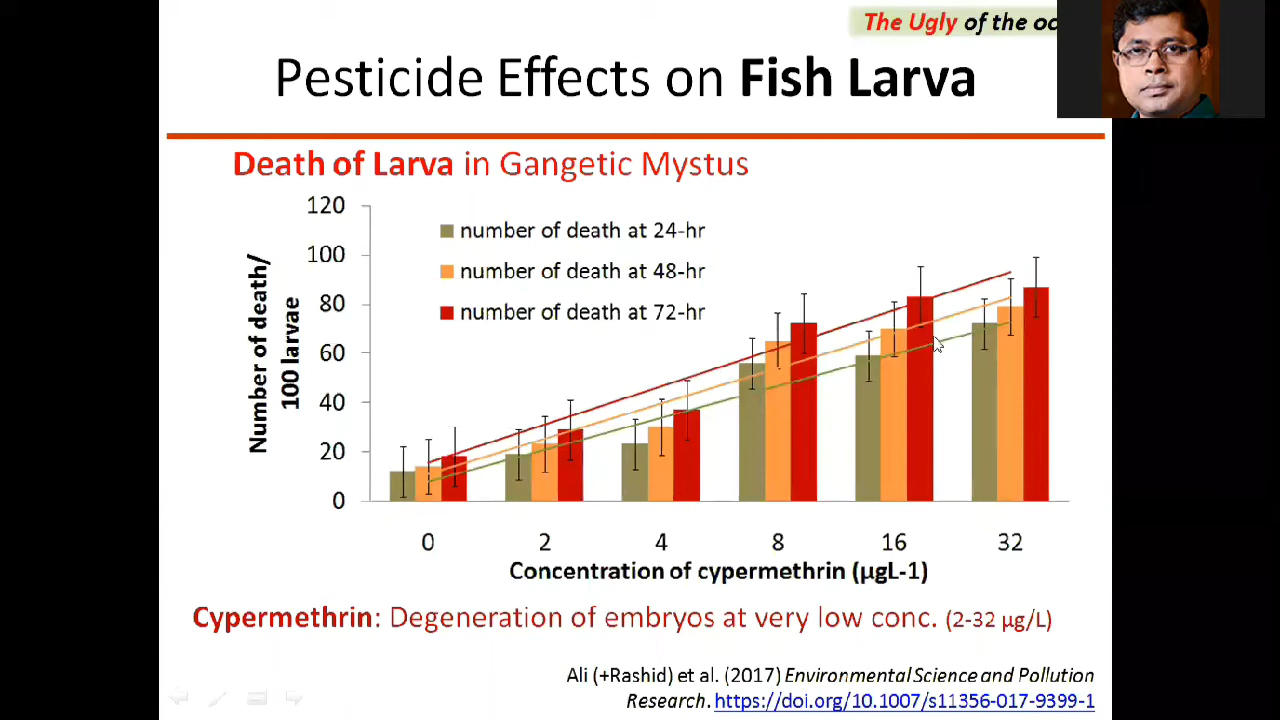 The Ugly of the oc
Pesticide Effects on Fish Larva
Death of Larva in Gangetic Mystus
120
100
80
60
40
20
0
Number of death/
100 larvae
number of death at 24-hr
number of death at 48-hr
number of death at 72-hr
0 2 4 8 16 32
Concentration of cypermethrin (µgL-1)
Cypermethrin: Degeneration of embryos at very low conc. (2-32 µg/L)
Ali (+Rashid) et al. (2017) Environmental Science and Pollution
Research. https://doi.org/10.1007/s11356-017-9399-1